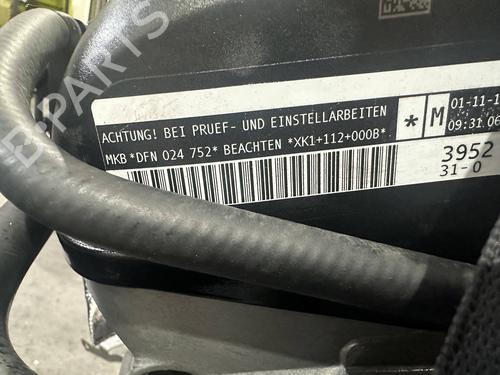 B-PARTS
ACHTUNG! BEI PRUEF- UND EINSTELLARBEITEN
MKB *DFN 024 752* BEACHTEN *XK1+112+000B*
* M
01-11-1
09:31 06
3952
31-0